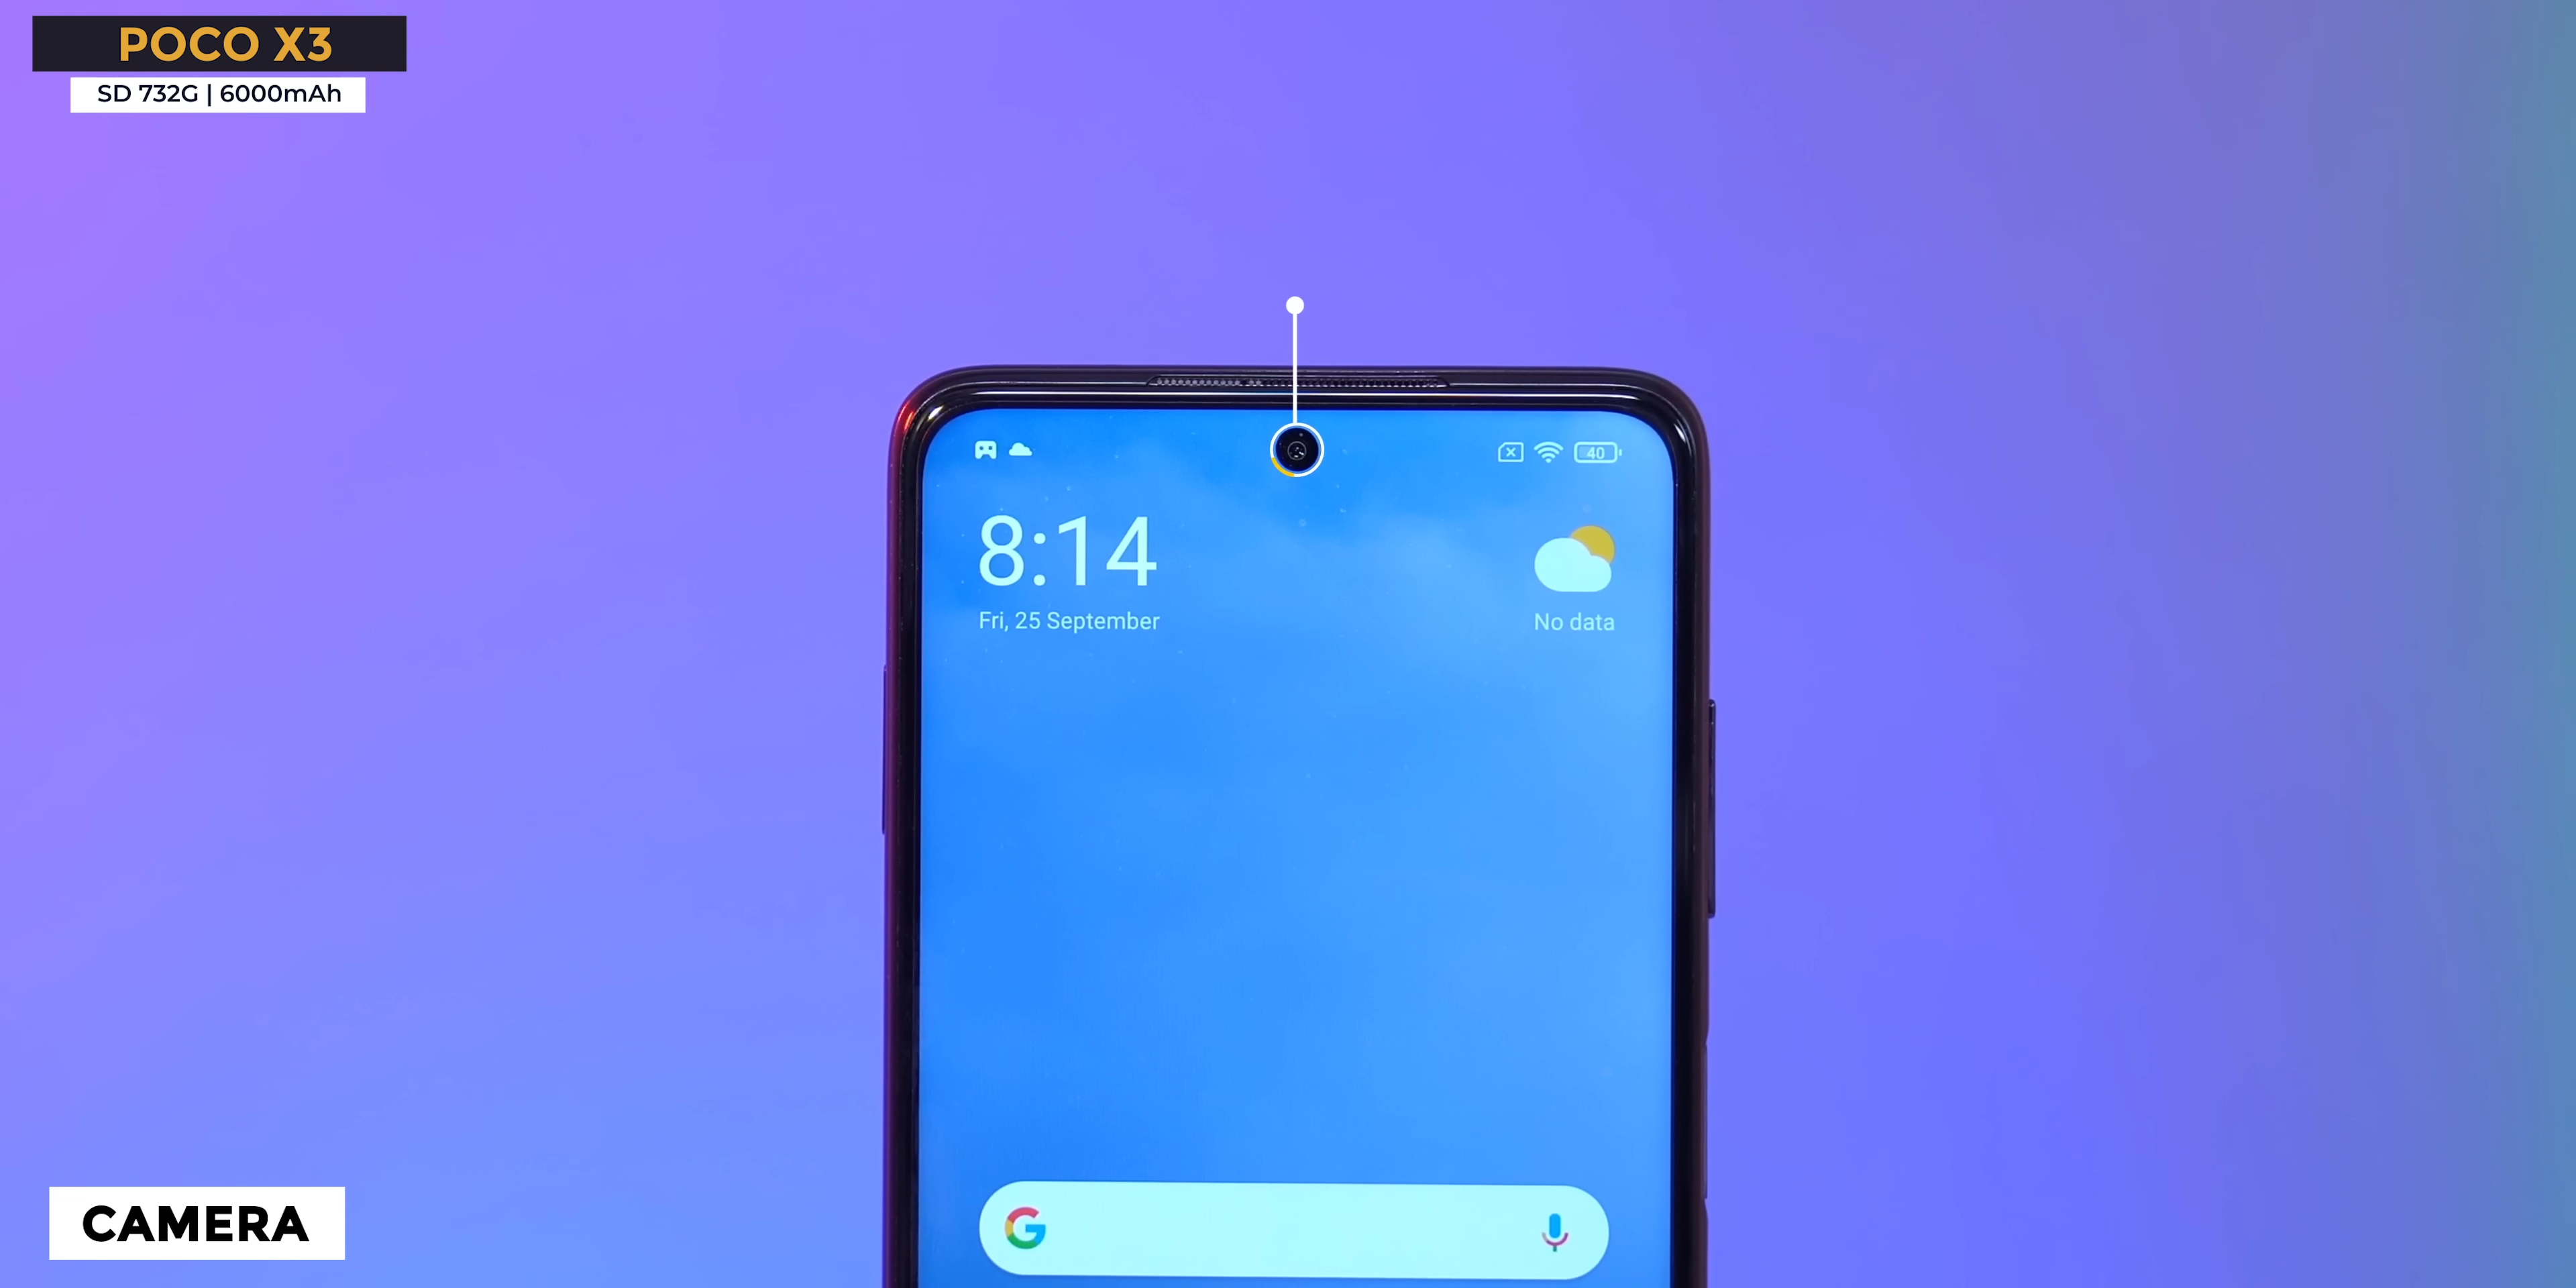 POCO X3
SD 732G | 6000mAh
40
8:14
Fri, 25 September
No data
G
CAMERA